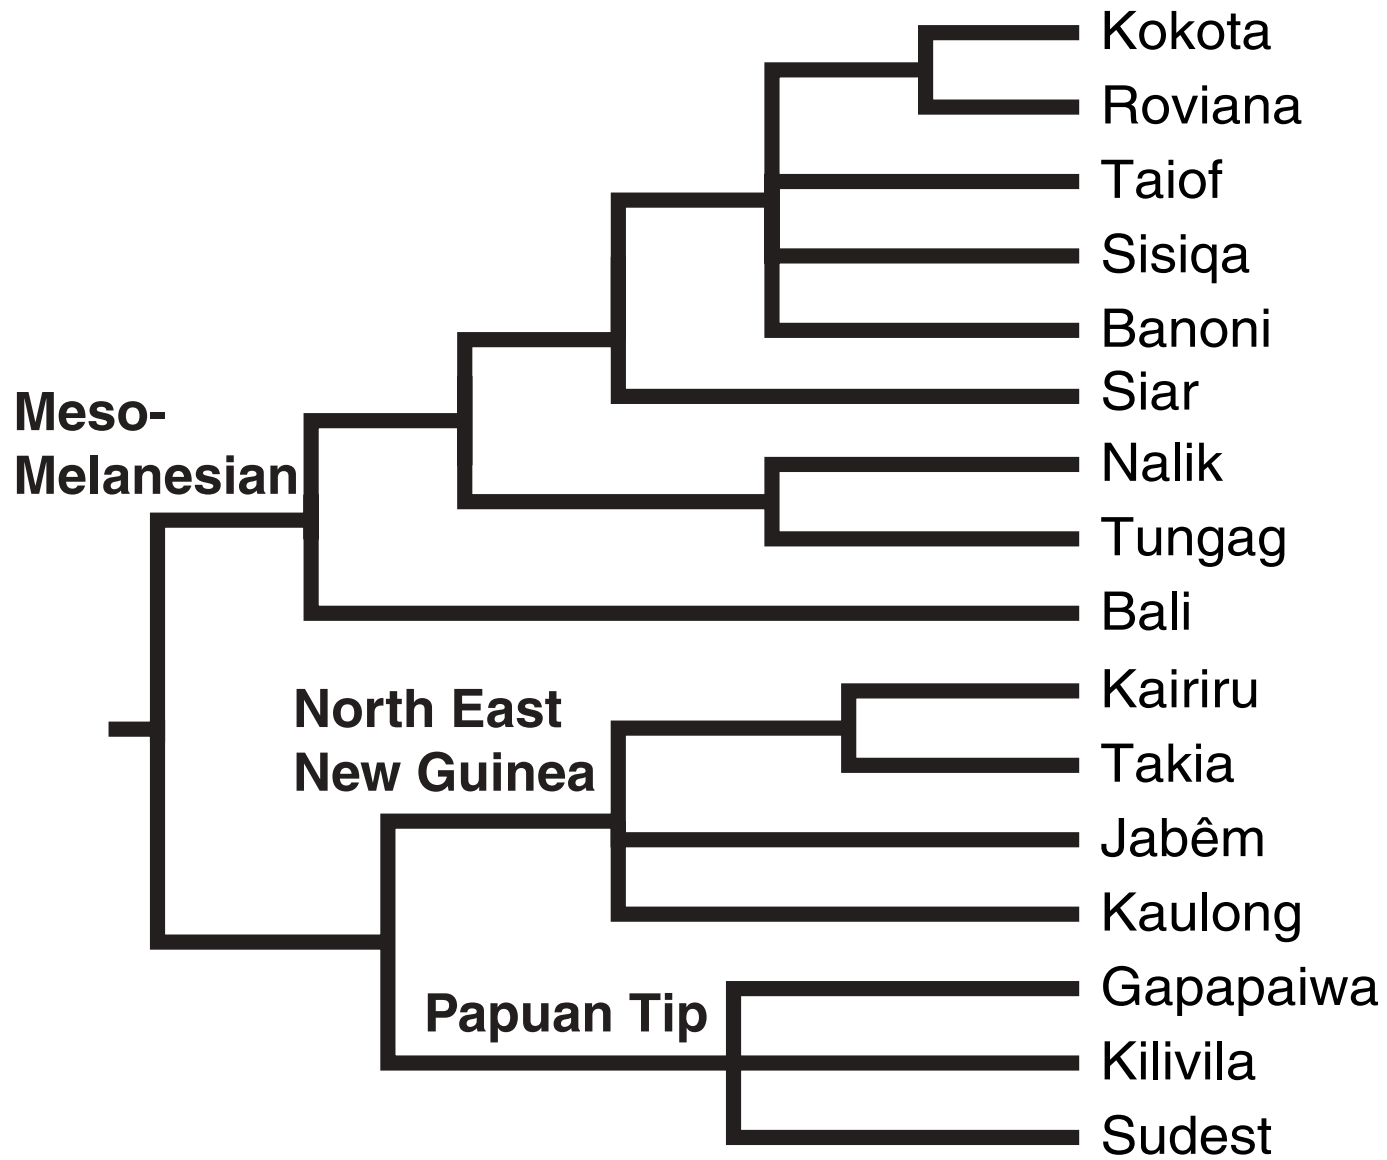 Kokota
Roviana
Taiof
Sisiqa
Banoni
Siar
Meso-
Melanesian
Nalik
Tungag
Bali
North East
New Guinea
Kairiru
Takia
Jabêm
Kaulong
Papuan Tip
Gapapaiwa
Kilivila
Sudest